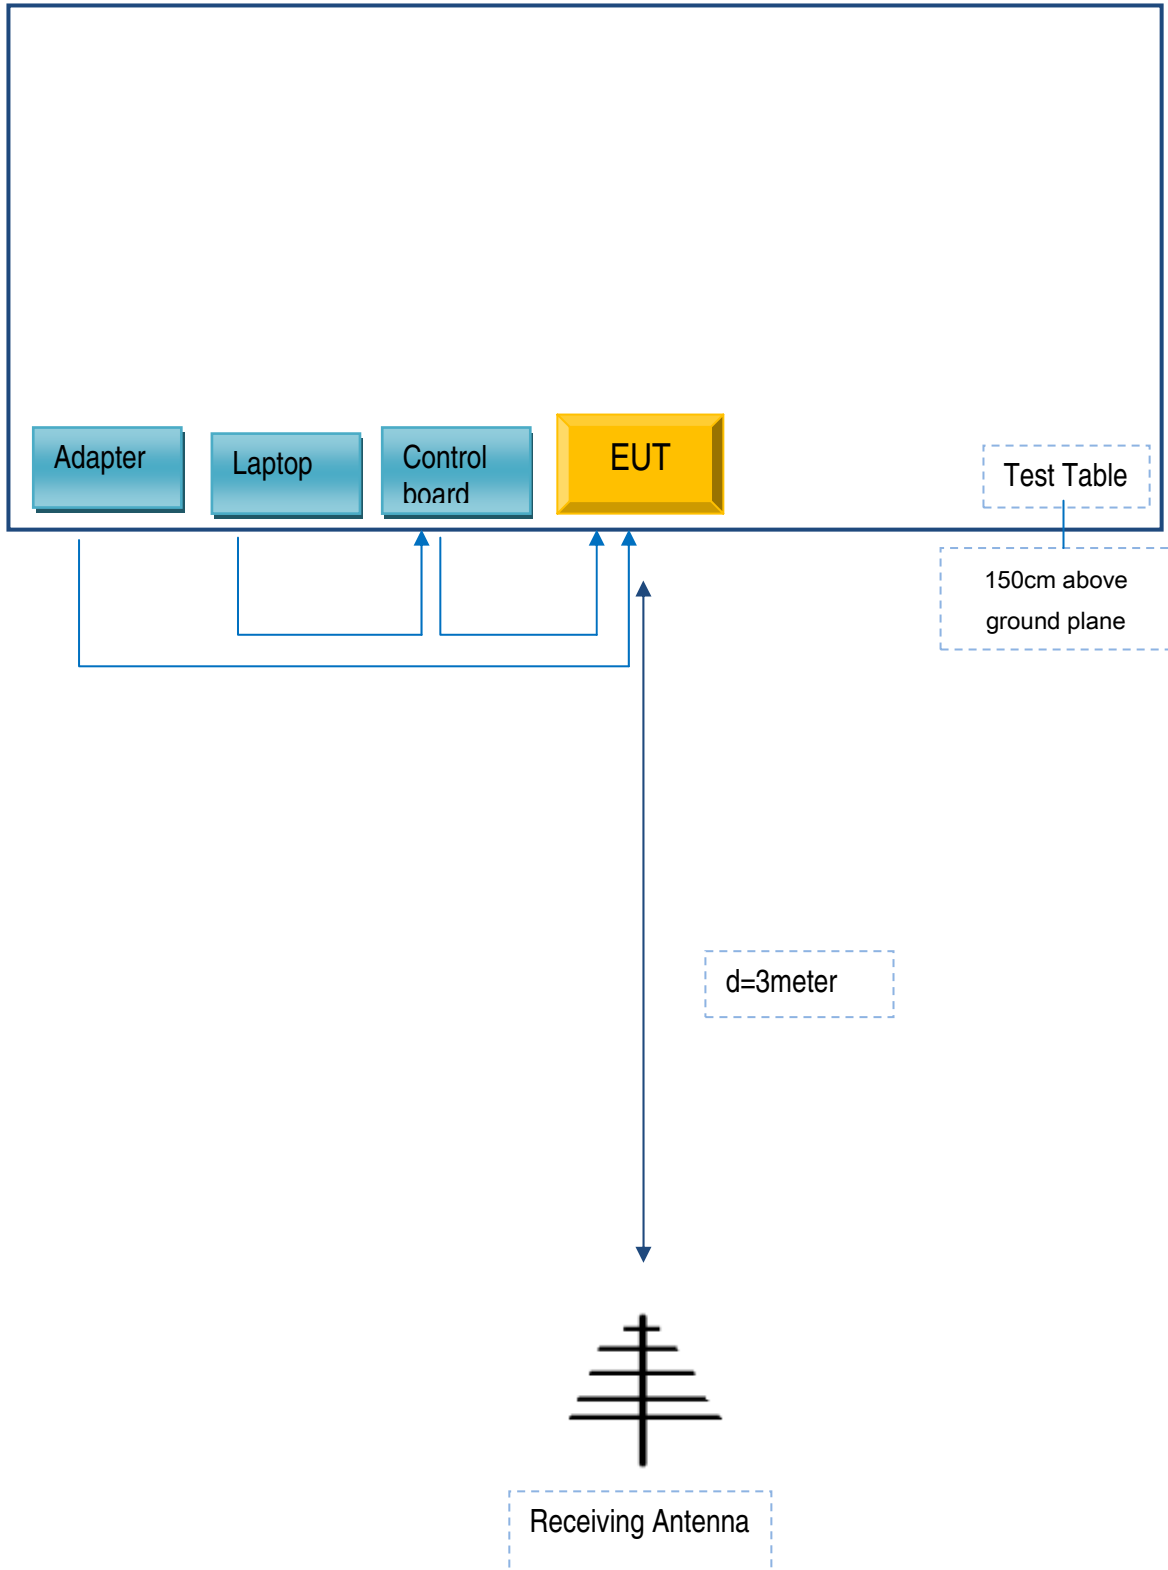 Adapter
Laptop
Control
board
EUT
Test Table
150cm above
ground plane
d=3meter
Receiving Antenna